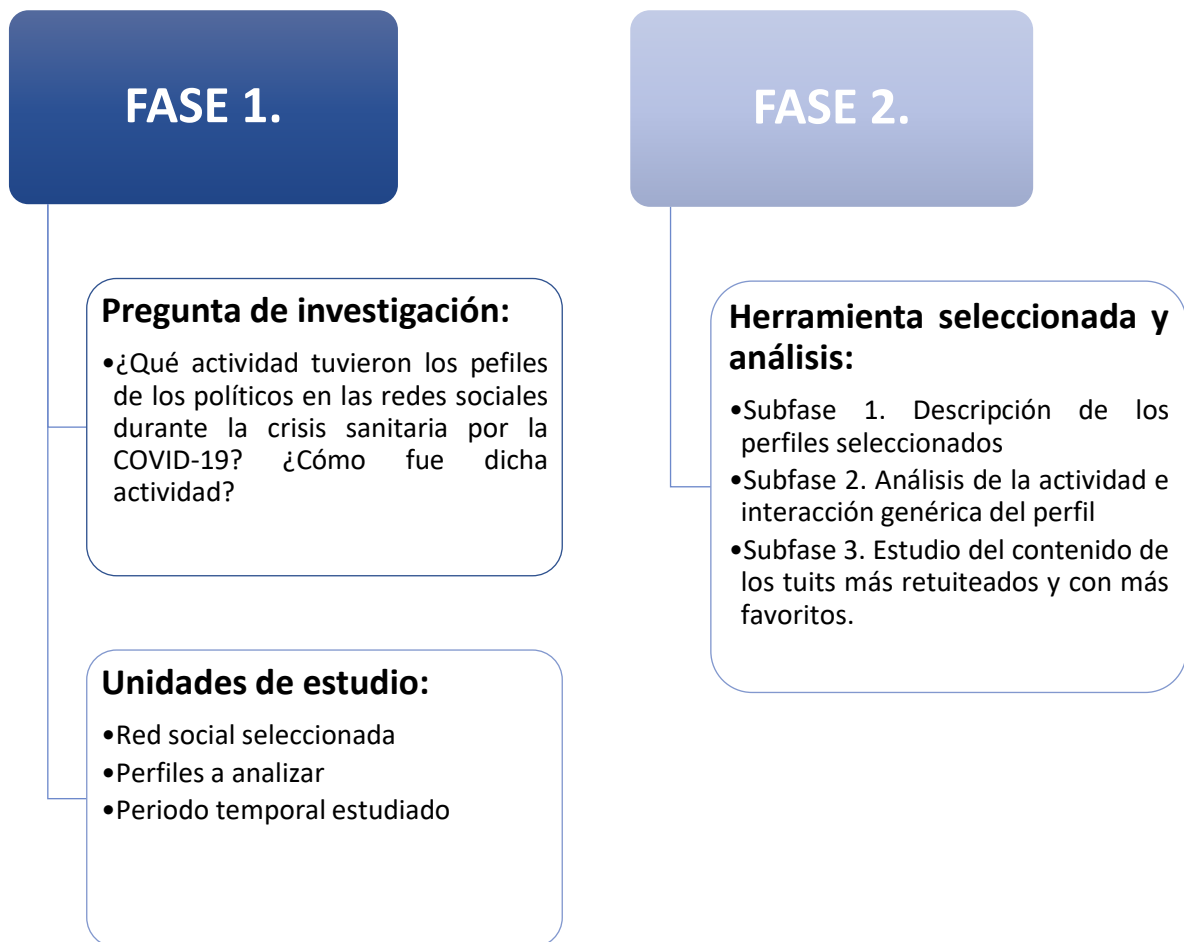 FASE 1.
Pregunta de investigación:
•¿Qué actividad tuvieron los pefiles
de los políticos en las redes sociales
durante la crisis sanitaria por la
COVID-19? ¿Cómo fue dicha
actividad?
Unidades de estudio:
•Red social seleccionada
•Perfiles a analizar
•Periodo temporal estudiado
FASE 2.
Herramienta seleccionada y
análisis:
•Subfase 1. Descripción de los
perfiles seleccionados
•Subfase 2. Análisis de la actividad e
interacción genérica del perfil
•Subfase 3. Estudio del contenido de
los tuits más retuiteados y con más
favoritos.